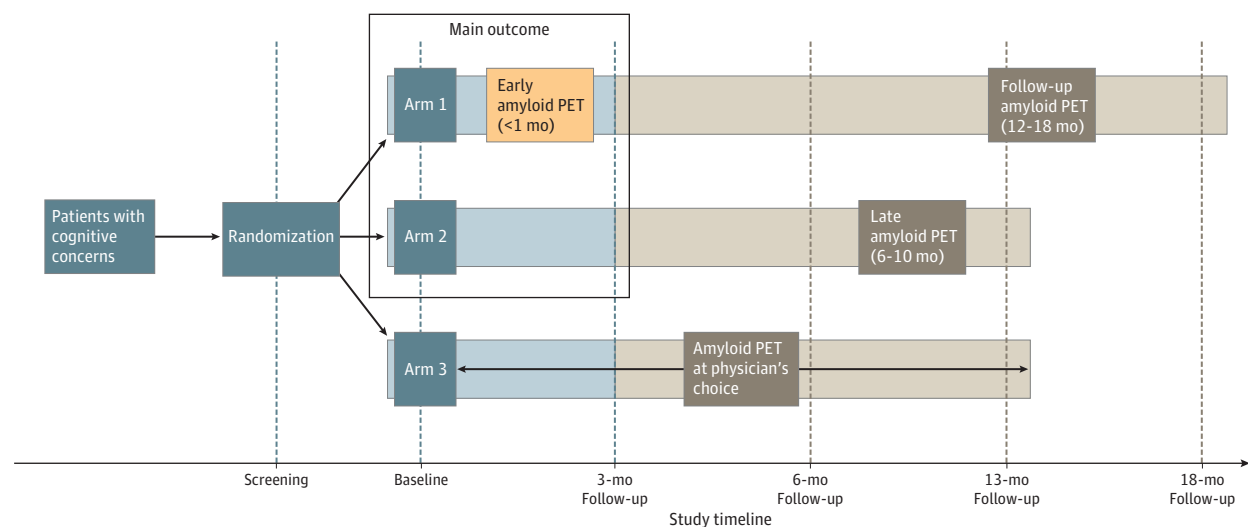 Main outcome
Arm 1
Early
amyloid PET
(<1 mo)
Follow-up
amyloid PET
(12-18 mo)
Patients with
cognitive
concerns
Randomization
Arm 2
Late
amyloid PET
(6-10 mo)
Arm 3
Amyloid PET
at physician's
choice
Screening
Baseline
3-mo
Follow-up
6-mo
Follow-up
13-mo
Follow-up
18-mo
Follow-up
Study timeline